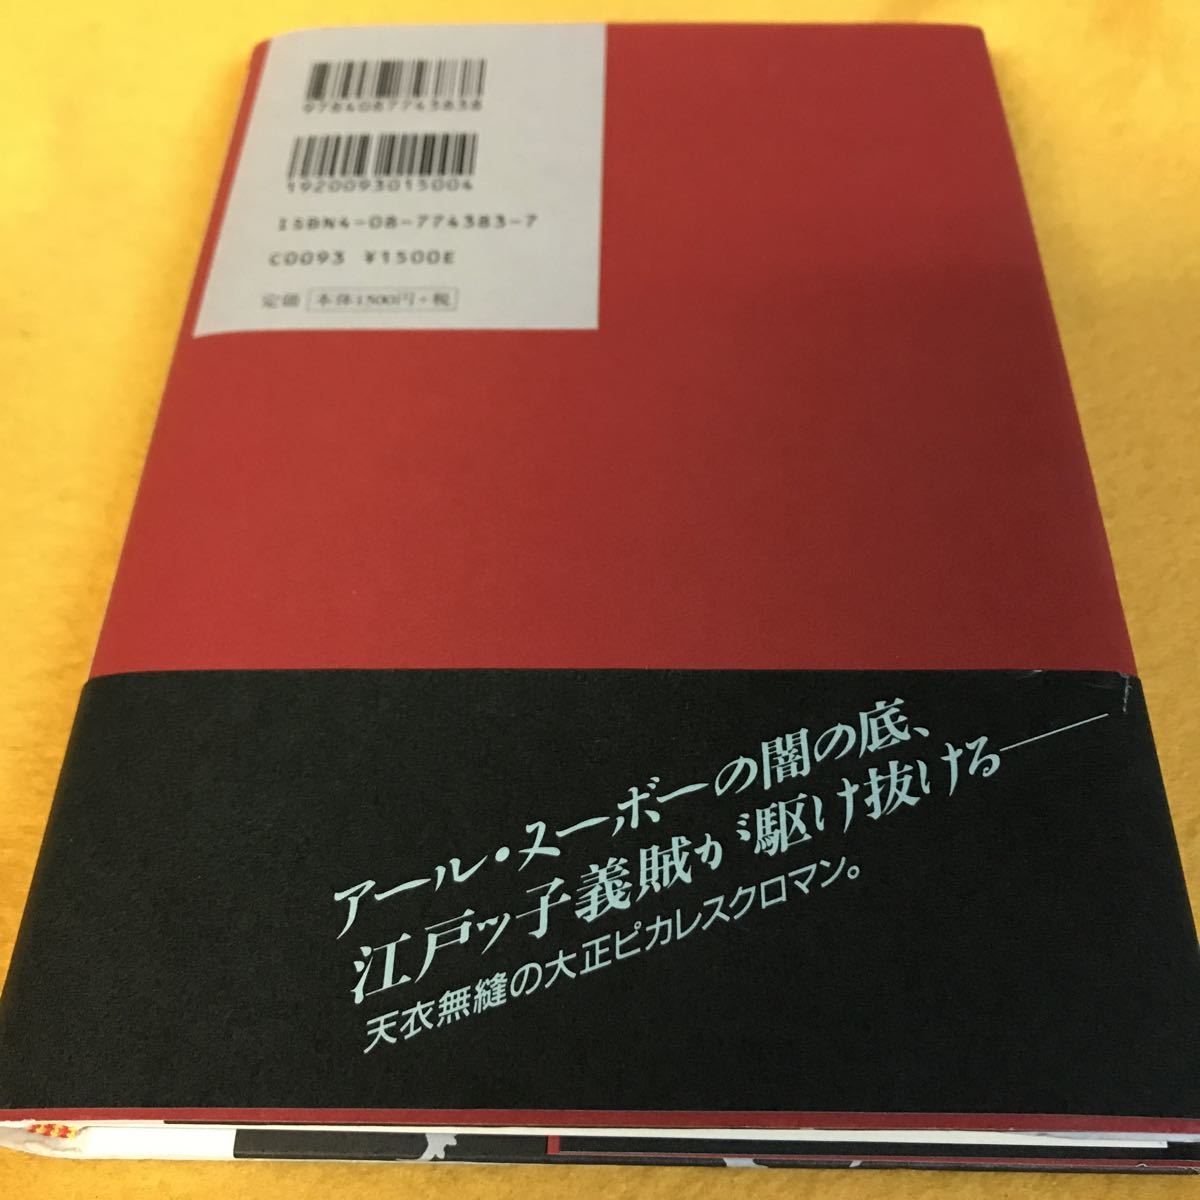 9784087743838
1920093015004
ISBN4-08-774383-7
C0093 ¥1500E
定価 本体1500円+税
アール・ヌーボーの闇の底、
江戸ッ子義賊が駆け抜ける――
天衣無縫の大正ピカレスクロマン。